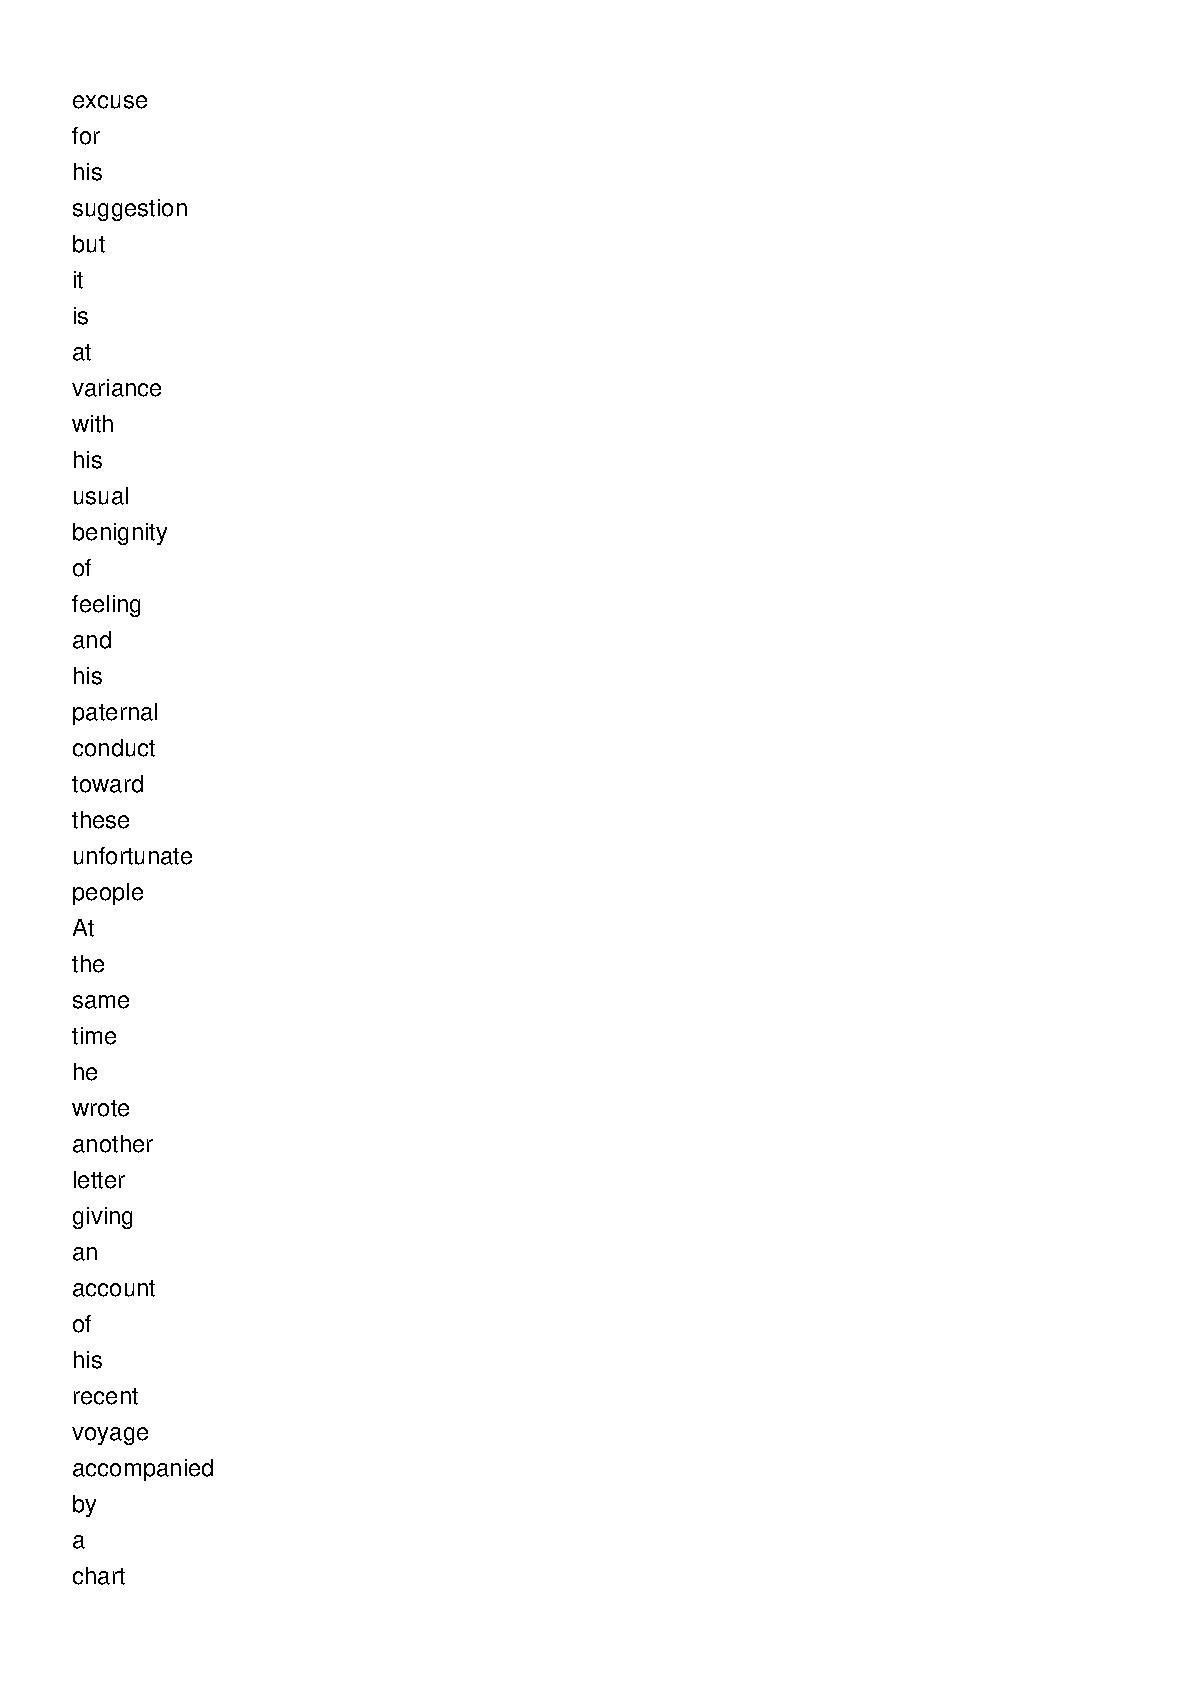 excuse
for
his
suggestion
but
it
is
at
variance
with
his
usual
benignity
of
feeling
and
his
paternal
conduct
toward
these
unfortunate
people
At
the
same
time
he
wrote
another
letter
giving
an
account
of
his
recent
voyage
accompanied
by
a
chart